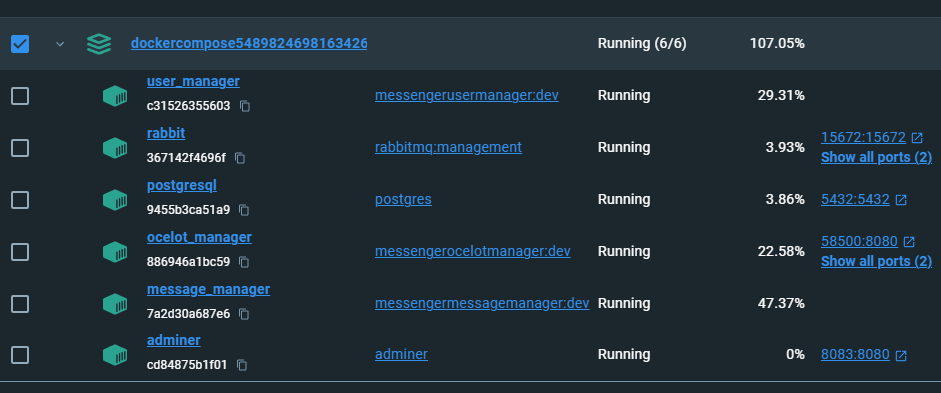 dockercompose5489824698163426 Running (6/6) 107.05%
user_manager
c31526355603 messengerusermanager:dev Running 29.31%
rabbit
367142f4696f rabbitmq:management Running 3.93% 15672:15672
Show all ports (2)
postgresql
9455b3ca51a9 postgres Running 3.86% 5432:5432
ocelot_manager
886946a1bc59 messengerocelotmanager:dev Running 22.58% 58500:8080
Show all ports (2)
message_manager
7a2d30a687e6 messengermessagemanager:dev Running 47.37%
adminer
cd84875b1f01 adminer Running 0% 8083:8080